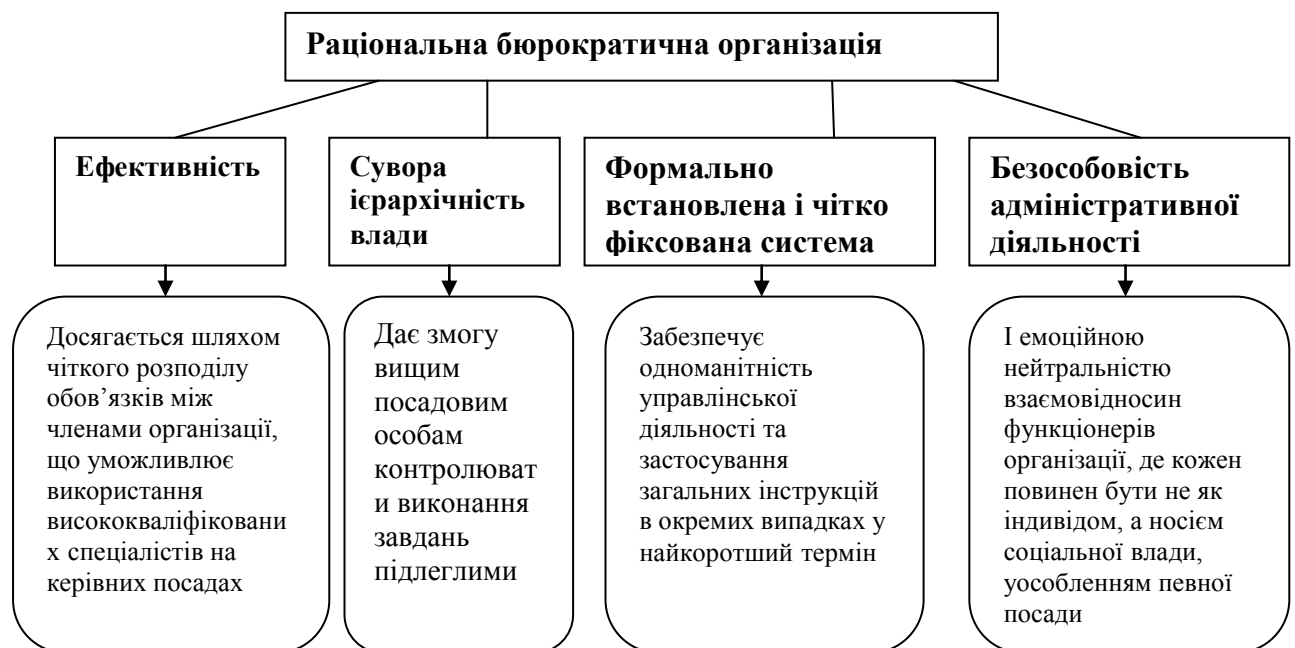 Раціональна бюрократична організація
Ефективність
Сувора
ієрархічність
влади
Формально
встановлена і чітко
фіксована система
Безособовість
адміністративної
діяльності
Досягається шляхом
чіткого розподілу
обов’язків між
членами організації,
що уможливлює
використання
висококваліфіковани
х спеціалістів на
керівних посадах
Дає змогу
вищим
посадовим
особам
контролюват
и виконання
завдань
підлеглими
Забезпечує
одноманітність
управлінської
діяльності та
застосування
загальних інструкцій
в окремих випадках у
найкоротший термін
І емоційною
нейтральністю
взаємовідносин
функціонерів
організації, де кожен
повинен бути не як
індивідом, а носієм
соціальної влади,
уособленням певної
посади